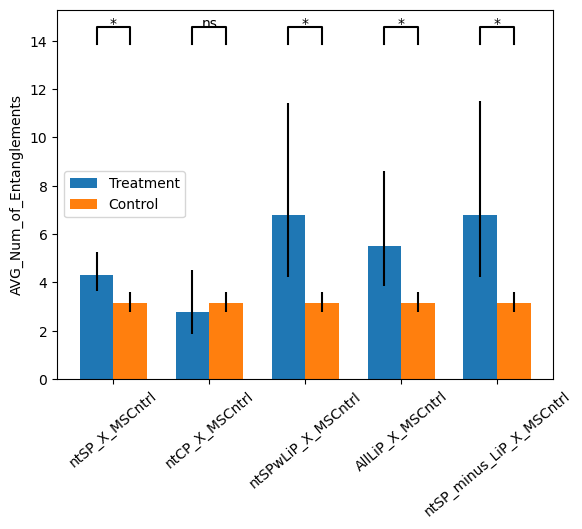 * ns * * *
14
12
10
8
6
4
2
0
AVG_Num_of_Entanglements
Treatment
Control
ntSP_X_MSCntrl
ntCP_X_MSCntrl
ntSPwLiP_X_MSCntrl
AllLiP_X_MSCntrl
ntSP_minus_LiP_X_MSCntrl